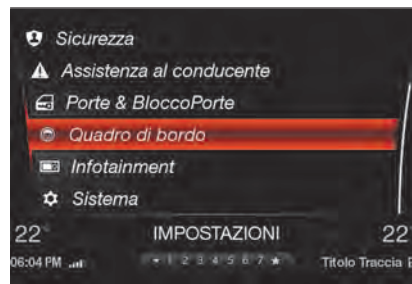 Sicurezza
Assistenza al conducente
Porte & BloccoPorte
Quadro di bordo
Infotainment
Sistema
22° IMPOSTAZIONI 22
06:04 PM 1 2 3 4 5 6 7 Titolo Traccia